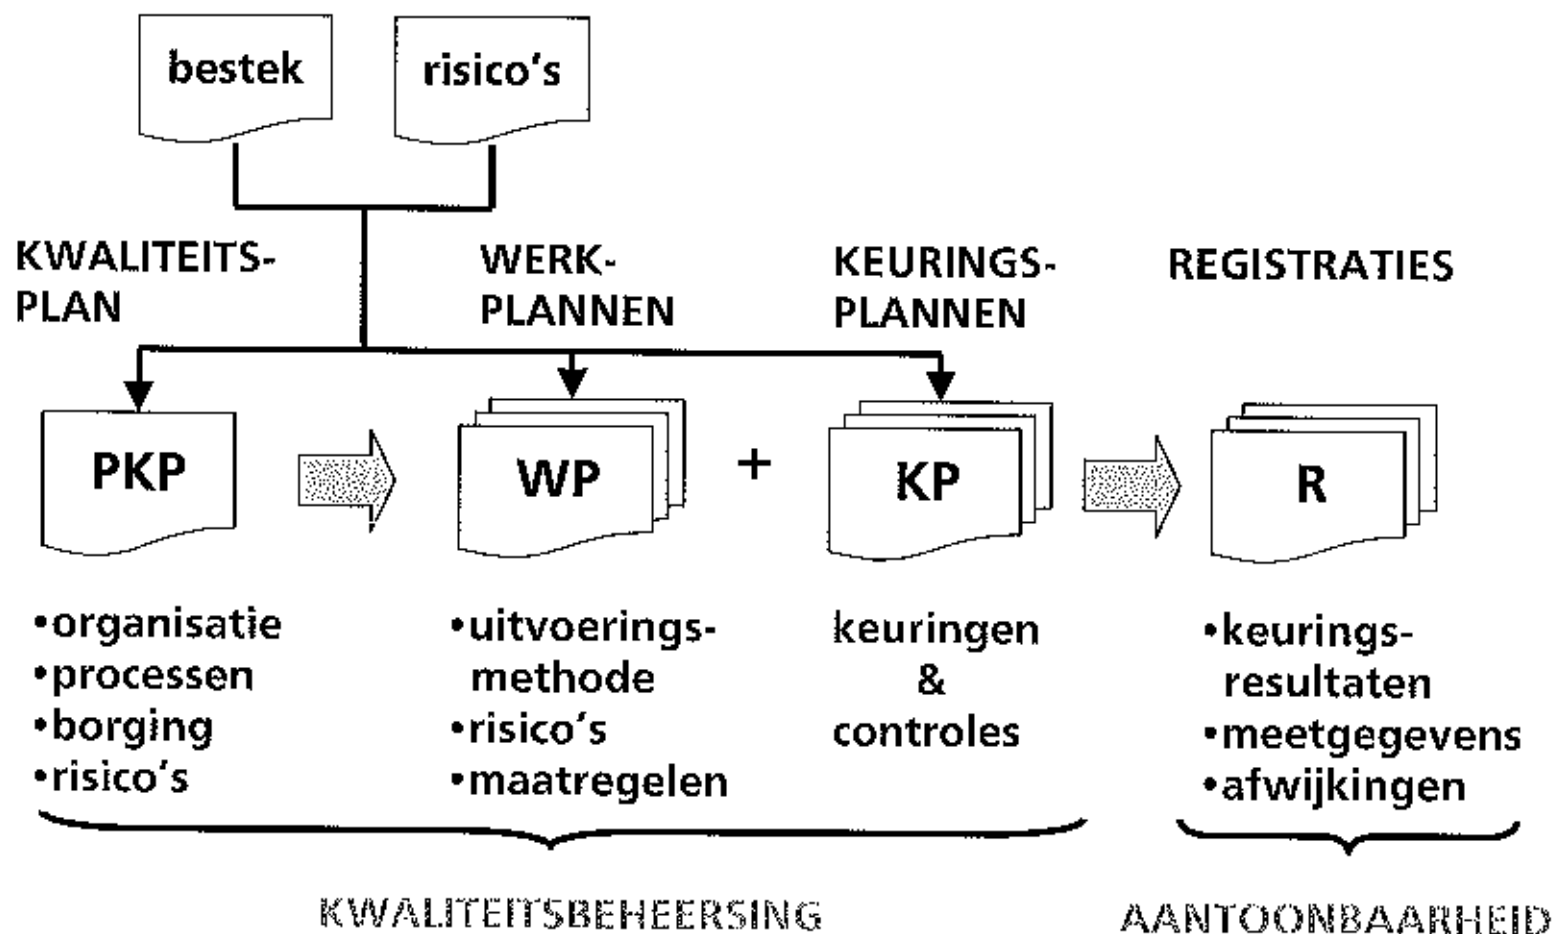 bestek
risico's
KWALITEITS-
PLAN
WERK-
PLANNEN
KEURINGS-
PLANNEN
REGISTRATIES
PKP
WP
+
KP
R
•organisatie
•processen
•borging
•risico's
•uitvoerings-
methode
•risico's
•maatregelen
keuringen
&
controles
•keurings-
resultaten
•meetgegevens
•afwijkingen
KWALITEITSBEHEERSING
AANTOONBAARHEID